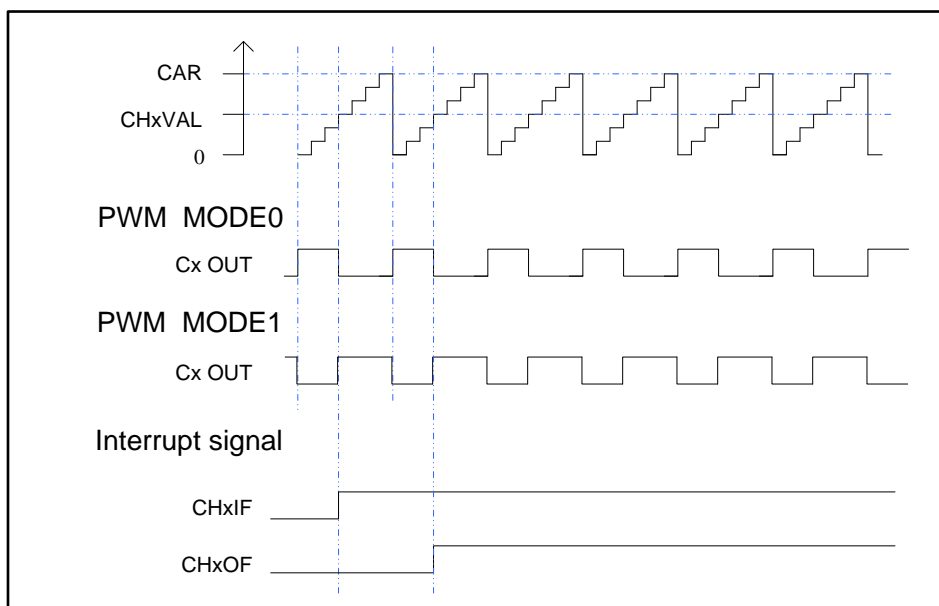 CAR
CHxVAL
0
PWM MODE0
Cx OUT
PWM MODE1
Cx OUT
Interrupt signal
CHxIF
CHxOF